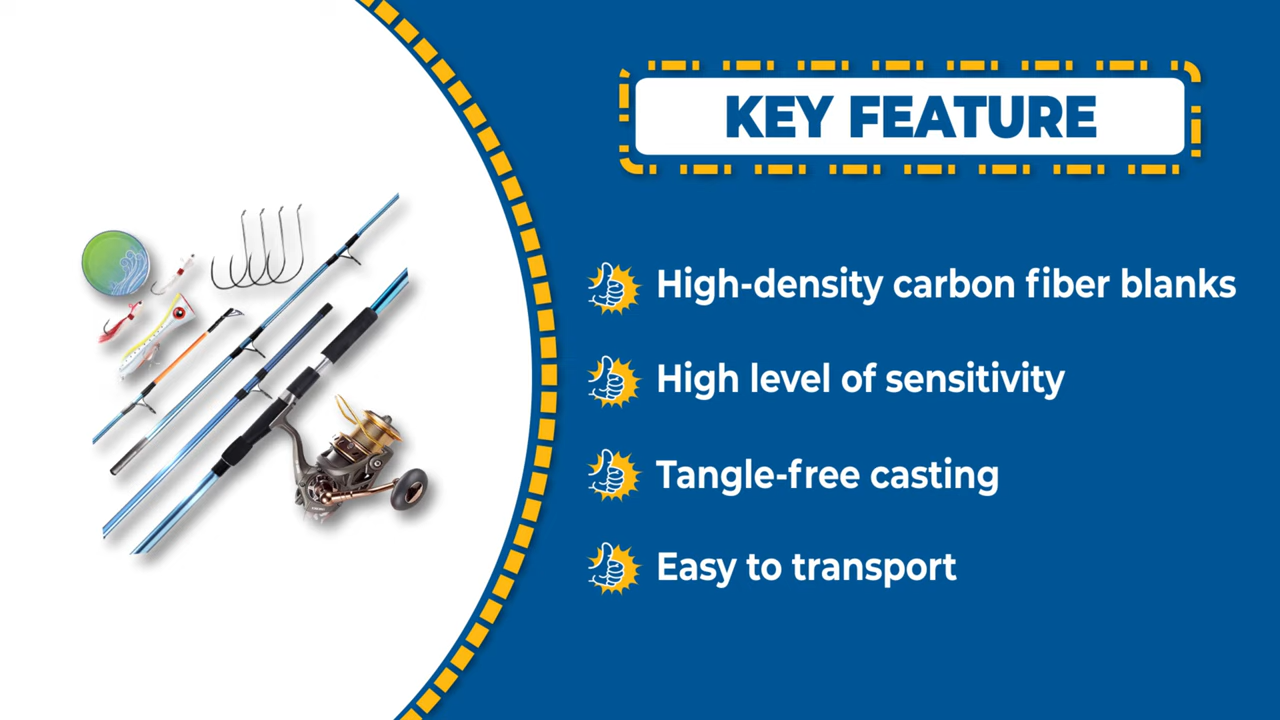 KEY FEATURE
High-density carbon fiber blanks
High level of sensitivity
Tangle-free casting
Easy to transport